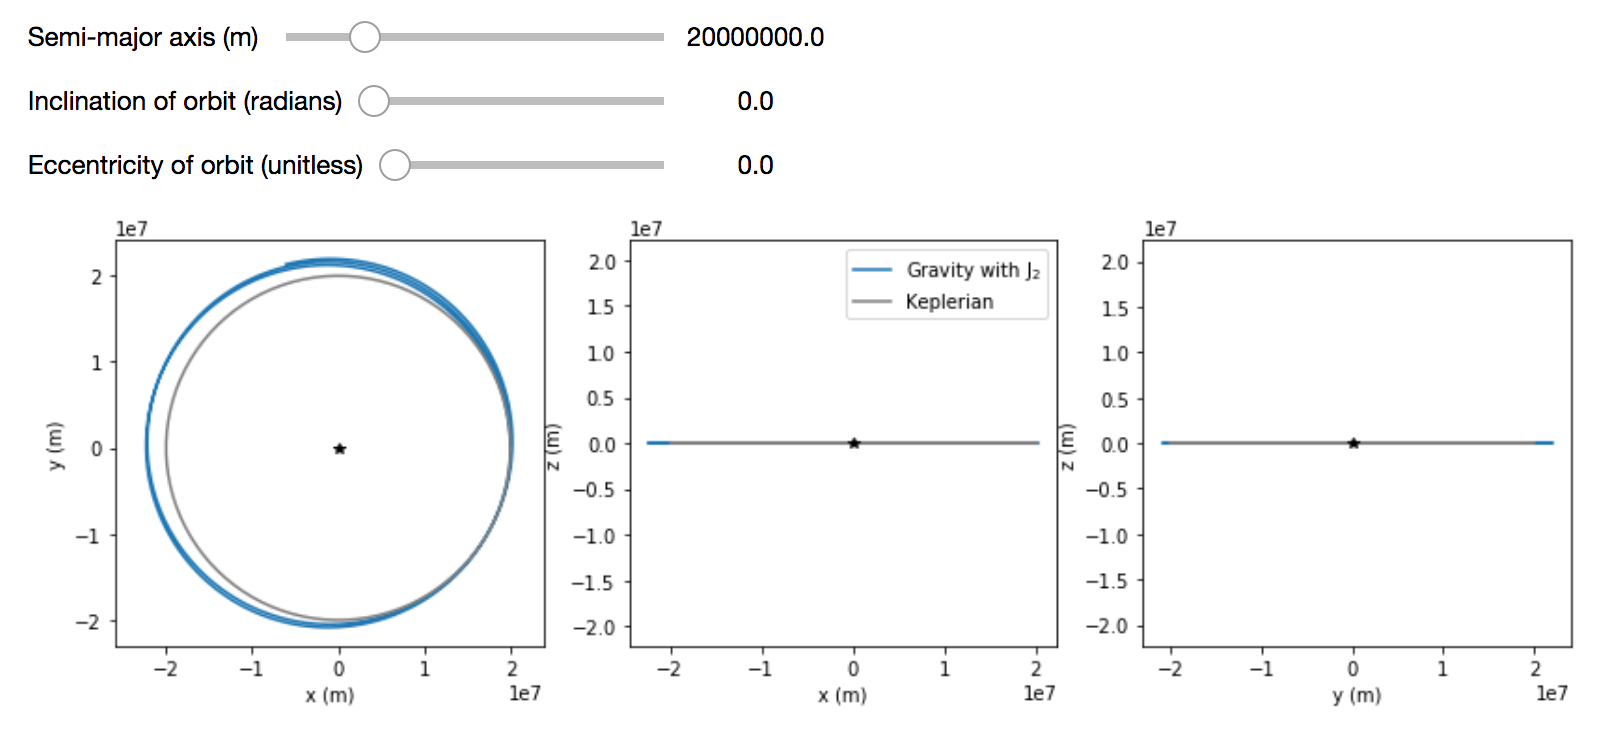 Semi-major axis (m) 20000000.0
Inclination of orbit (radians) 0.0
Eccentricity of orbit (unitless) 0.0
1e7
2
1
0
−1
−2
y (m)
−2 −1 0 1 2
1e7
x (m)
1e7
2.0
1.5
1.0
0.5
0.0
−0.5
−1.0
−1.5
−2.0
z (m)
Gravity with J₂
Keplerian
−2 −1 0 1 2
1e7
x (m)
1e7
2.0
1.5
1.0
0.5
0.0
−0.5
−1.0
−1.5
−2.0
z (m)
−2 −1 0 1 2
1e7
y (m)